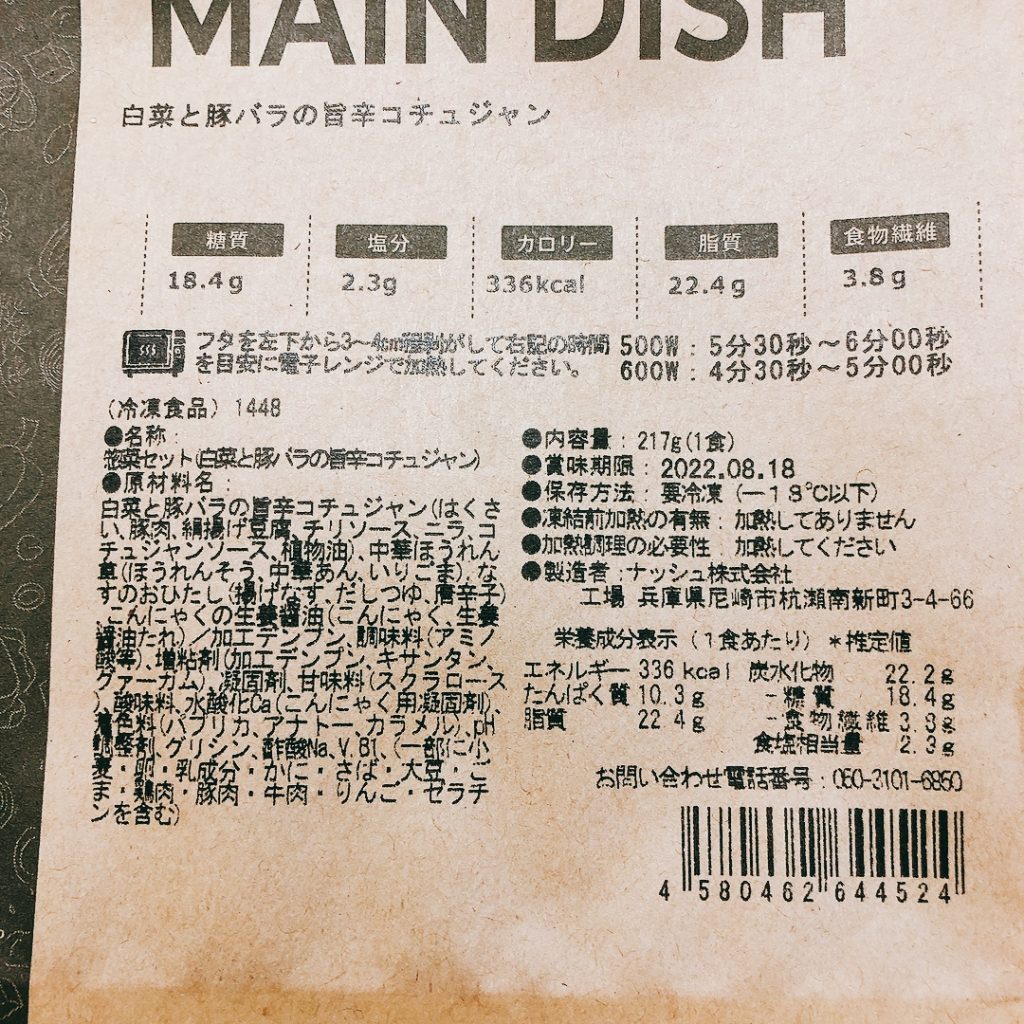 MAIN DISH
白菜と豚バラの旨辛コチュジャン
糖質 塩分 カロリー 脂質 食物繊維
18.4g 2.3g 336kcal 22.4g 3.8g
フタを左下から3～4cm程剥がして右記の時間
を目安に電子レンジで加熱してください。
500W：5分30秒～6分00秒
600W：4分30秒～5分00秒
(冷凍食品) 1448
●名称：
惣菜セット(白菜と豚バラの旨辛コチュジャン)
●原材料名：
白菜と豚バラの旨辛コチュジャン(はくさ
い、豚肉、絹揚げ豆腐、チリソース、ニラ、コ
チュジャンソース、植物油)、中華ほうれん
草(ほうれんそう、中華あん、いりごま)、な
すのおひたし(揚げなす、だしつゆ、唐辛子)
、こんにゃくの生姜醤油(こんにゃく、生姜
醤油たれ)／加工デンプン、調味料(アミノ
酸等)、増粘剤(加工デンプン、キサンタン、
グァーガム)、凝固剤、甘味料(スクラロース
)、酸味料、水酸化Ca(こんにゃく用凝固剤)、
着色料(パプリカ、アナトー、カラメル)、pH
調整剤、グリシン、酢酸Na、V.B1、(一部に小
麦・卵・乳成分・かに・さば・大豆・ご
ま・鶏肉・豚肉・牛肉・りんご・ゼラチ
ンを含む)
●内容量：217g(1食)
●賞味期限：2022.08.18
●保存方法：要冷凍 (－18℃以下)
●凍結前加熱の有無：加熱してありません
●加熱調理の必要性：加熱してください
●製造者：ナッシュ株式会社
工場 兵庫県尼崎市杭瀬南新町3-4-66
栄養成分表示 (1食あたり) ＊推定値
エネルギー 336 kcal 炭水化物 22.2g
たんぱく質 10.3g －糖質 18.4g
脂質 22.4g －食物繊維 3.8g
食塩相当量 2.3g
お問い合わせ電話番号：050-3101-6950
4 580462 644524